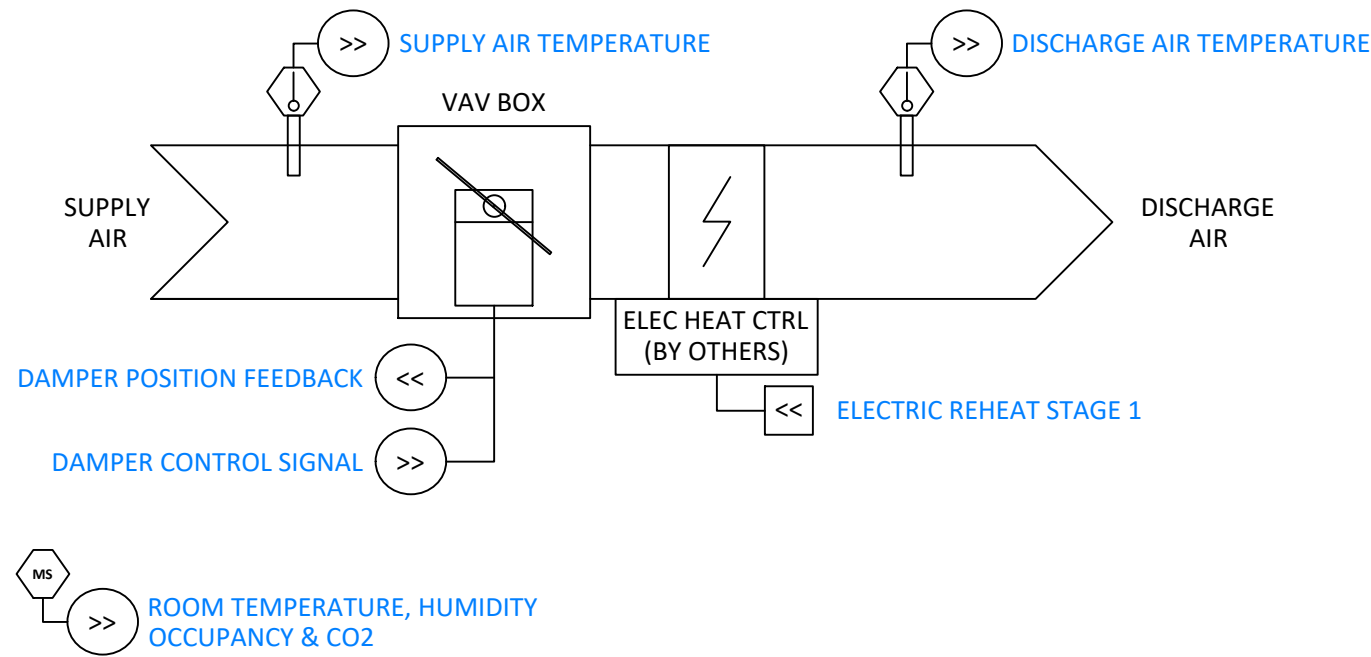 >> SUPPLY AIR TEMPERATURE
>> DISCHARGE AIR TEMPERATURE
VAV BOX
SUPPLY
AIR
DISCHARGE
AIR
ELEC HEAT CTRL
(BY OTHERS)
DAMPER POSITION FEEDBACK <<
<< ELECTRIC REHEAT STAGE 1
DAMPER CONTROL SIGNAL >>
MS
>> ROOM TEMPERATURE, HUMIDITY
OCCUPANCY & CO2